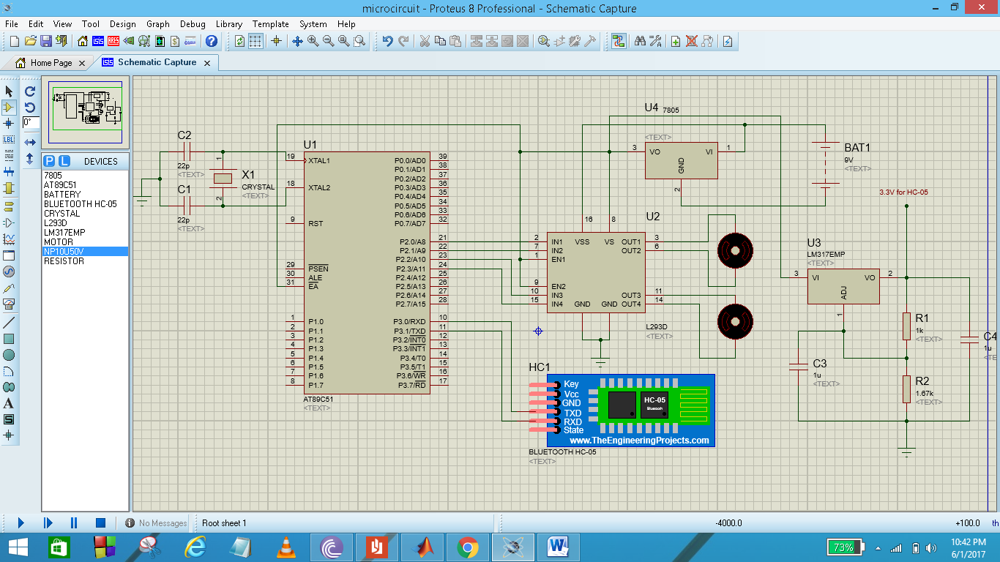 microcircuit - Proteus 8 Professional - Schematic Capture
File Edit View Tool Design Graph Debug Library Template System Help
Home Page
Schematic Capture
0°
P L DEVICES
7805
AT89C51
BATTERY
BLUETOOTH HC-05
CRYSTAL
L293D
LM317EMP
MOTOR
NP10U50V
RESISTOR
C2
22p
<TEXT>
C1
22p
<TEXT>
X1
CRYSTAL
<TEXT>
1
2
U1
19 XTAL1
18 XTAL2
9 RST
29 PSEN
30 ALE
31 EA
1 P1.0
2 P1.1
3 P1.2
4 P1.3
5 P1.4
6 P1.5
7 P1.6
8 P1.7
P0.0/AD0 39
P0.1/AD1 38
P0.2/AD2 37
P0.3/AD3 36
P0.4/AD4 35
P0.5/AD5 34
P0.6/AD6 33
P0.7/AD7 32
P2.0/A8 21
P2.1/A9 22
P2.2/A10 23
P2.3/A11 24
P2.4/A12 25
P2.5/A13 26
P2.6/A14 27
P2.7/A15 28
P3.0/RXD 10
P3.1/TXD 11
P3.2/INT0 12
P3.3/INT1 13
P3.4/T0 14
P3.5/T1 15
P3.6/WR 16
P3.7/RD 17
AT89C51
<TEXT>
U4 7805
<TEXT>
3 VO VI 1
GND
2
BAT1
9V
<TEXT>
U2
16 8
VSS VS
2 IN1
7 IN2
1 EN1
9 EN2
10 IN3
15 IN4
OUT1 3
OUT2 6
OUT3 11
OUT4 14
GND GND
L293D
<TEXT>
3.3V for HC-05
U3
LM317EMP
<TEXT>
3 VI VO 2
ADJ
1
R1
1k
<TEXT>
R2
1.67k
<TEXT>
C3
1u
<TEXT>
C4
1u
HC1
Key
Vcc
GND
TXD
RXD
State
HC-05
Bluetooth
www.TheEngineeringProjects.com
BLUETOOTH HC-05
<TEXT>
No Messages Root sheet 1 -4000.0 +100.0 th
73%
10:42 PM
6/1/2017